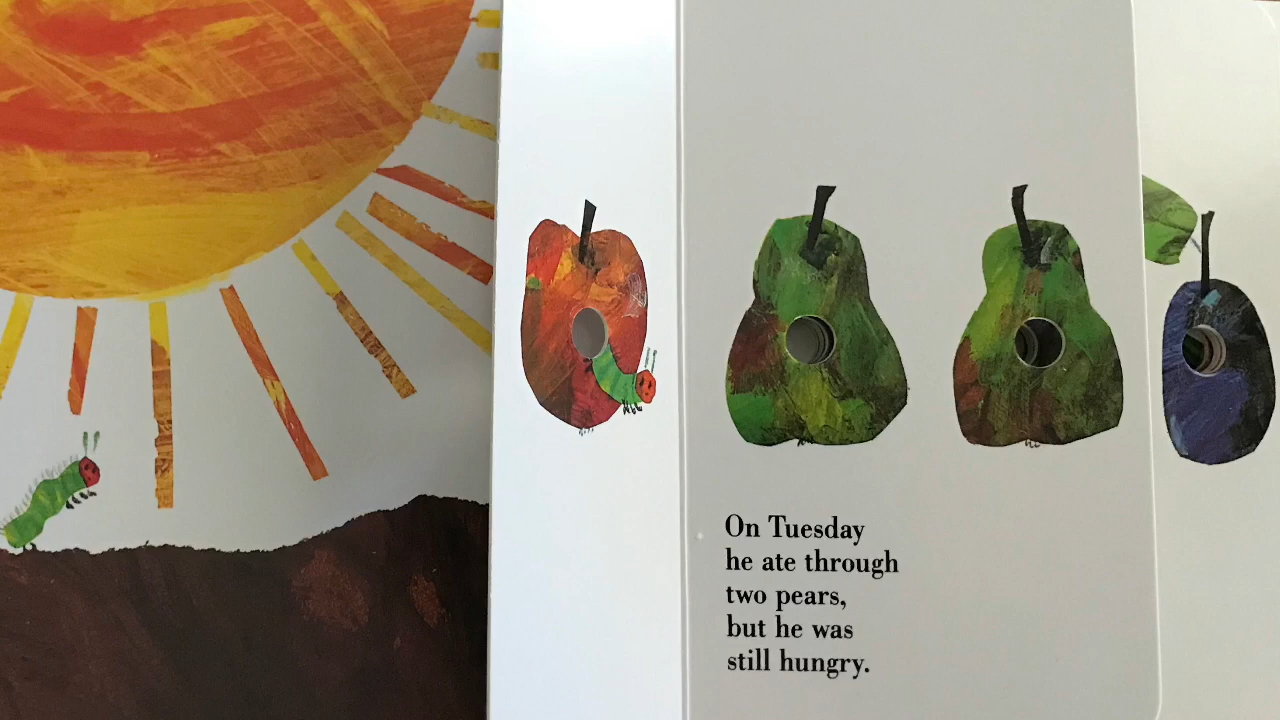 On Tuesday
he ate through
two pears,
but he was
still hungry.